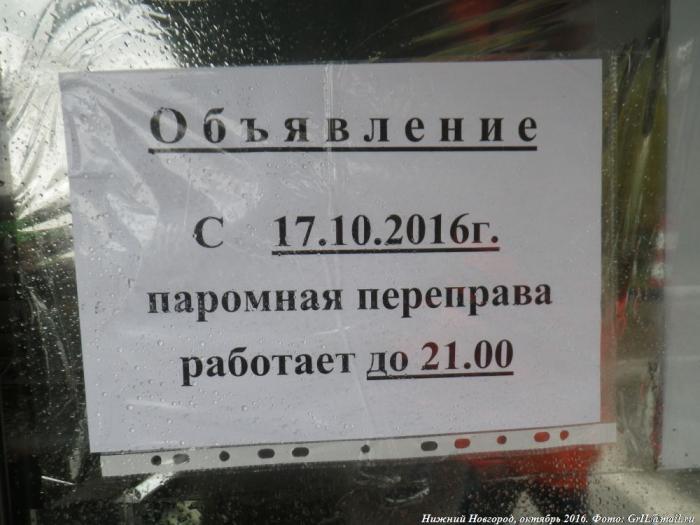 Объявление
С 17.10.2016г.
паромная переправа
работает до 21.00
Нижний Новгород, октябрь 2016. Фото: GrIL@mail.ru